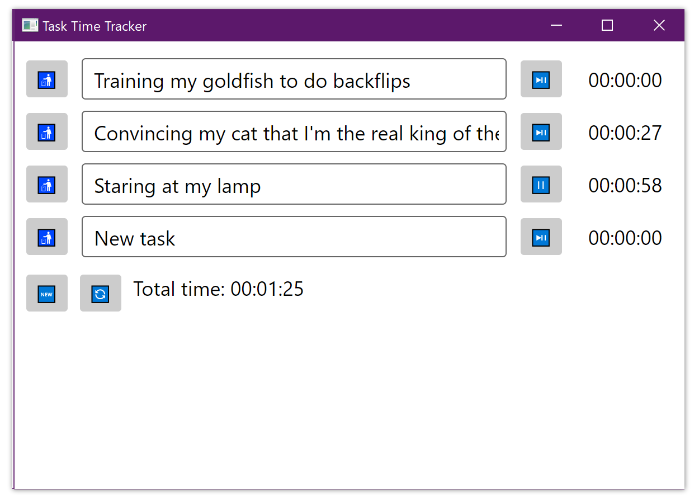 Task Time Tracker
Training my goldfish to do backflips 00:00:00
Convincing my cat that I'm the real king of the 00:00:27
Staring at my lamp 00:00:58
New task 00:00:00
NEW Total time: 00:01:25